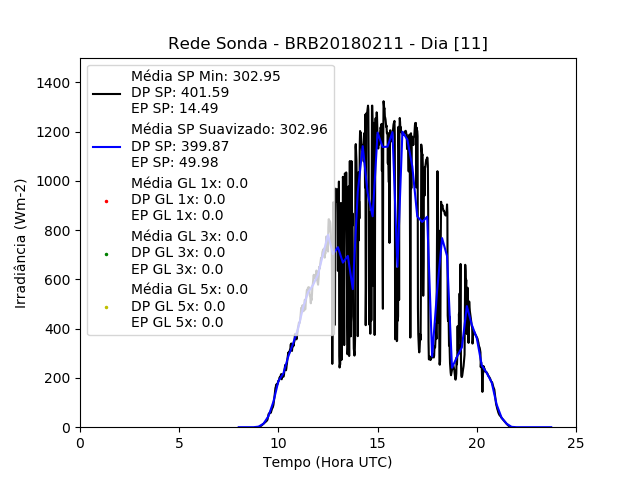 Rede Sonda - BRB20180211 - Dia [11]
Irradiância (Wm-2)
1400
1200
1000
800
600
400
200
0
Média SP Min: 302.95
DP SP: 401.59
EP SP: 14.49
Média SP Suavizado: 302.96
DP SP: 399.87
EP SP: 49.98
Média GL 1x: 0.0
DP GL 1x: 0.0
EP GL 1x: 0.0
Média GL 3x: 0.0
DP GL 3x: 0.0
EP GL 3x: 0.0
Média GL 5x: 0.0
DP GL 5x: 0.0
EP GL 5x: 0.0
0 5 10 15 20 25
Tempo (Hora UTC)